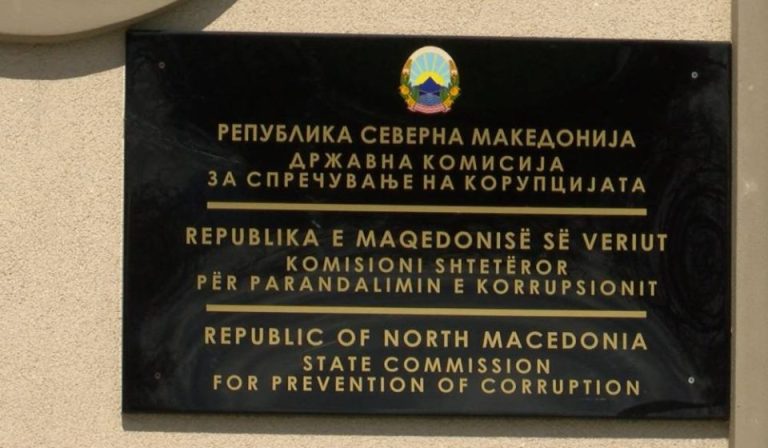 РЕПУБЛИКА СЕВЕРНА МАКЕДОНИЈА
ДРЖАВНА КОМИСИЈА
ЗА СПРЕЧУВАЊЕ НА КОРУПЦИЈАТА
REPUBLIKA E MAQEDONISË SË VERIUT
KOMISIONI SHTETËROR
PËR PARANDALIMIN E KORRUPSIONIT
REPUBLIC OF NORTH MACEDONIA
STATE COMMISSION
FOR PREVENTION OF CORRUPTION